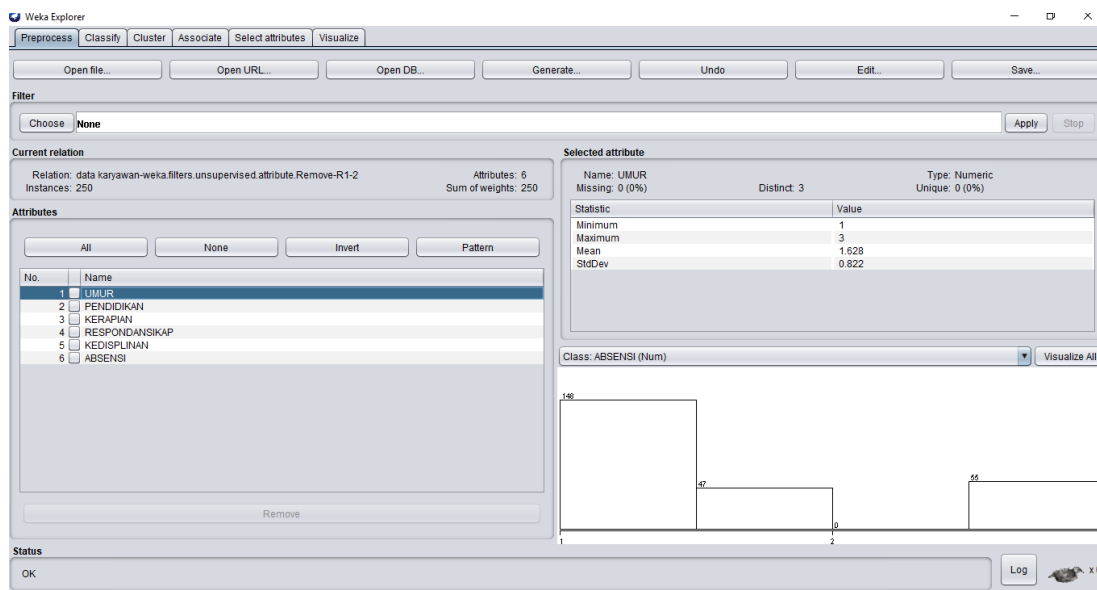 Weka Explorer
Preprocess Classify Cluster Associate Select attributes Visualize
Open file... Open URL... Open DB... Generate... Undo Edit... Save...
Filter
Choose None Apply Stop
Current relation
Relation: data karyawan-weka.filters.unsupervised.attribute.Remove-R1-2 Attributes: 6
Instances: 250 Sum of weights: 250
Attributes
All None Invert Pattern
No. Name
1 UMUR
2 PENDIDIKAN
3 KERAPIAN
4 RESPONDANSIKAP
5 KEDISPLINAN
6 ABSENSI
Remove
Selected attribute
Name: UMUR Type: Numeric
Missing: 0 (0%) Distinct: 3 Unique: 0 (0%)
Statistic Value
Minimum 1
Maximum 3
Mean 1.628
StdDev 0.822
Class: ABSENSI (Num) Visualize All
148
47
0
55
1 2
Status
OK Log x